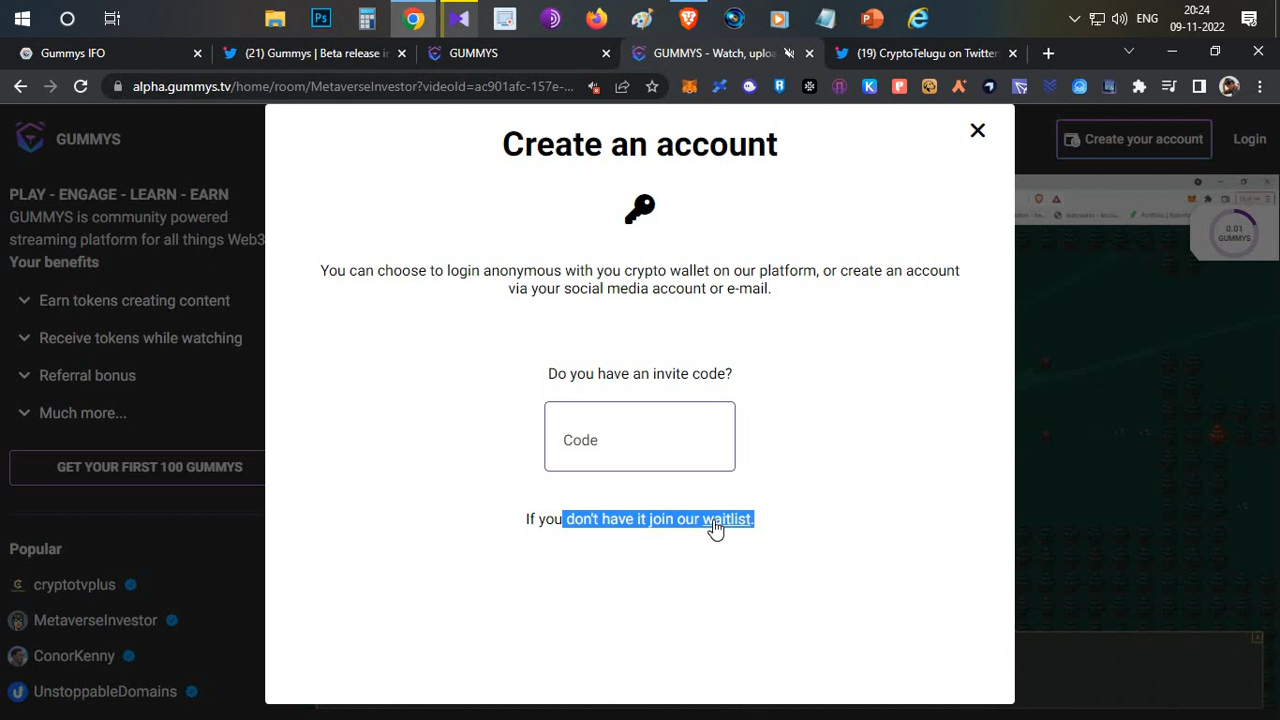 ENG
20:24
09-11-2022
Gummys IFO
(21) Gummys | Beta release i
GUMMYS
GUMMYS - Watch, uploa
(19) CryptoTelugu on Twitter
alpha.gummys.tv/home/room/MetaverseInvestor?videoId=ac901afc-157e-...
GUMMYS
Create your account
Login
PLAY - ENGAGE - LEARN - EARN
GUMMYS is community powered
streaming platform for all things Web3
Your benefits
Earn tokens creating content
Receive tokens while watching
Referral bonus
Much more...
GET YOUR FIRST 100 GUMMYS
Popular
cryptotvplus
MetaverseInvestor
ConorKenny
UnstoppableDomains
Create an account
You can choose to login anonymous with you crypto wallet on our platform, or create an account
via your social media account or e-mail.
Do you have an invite code?
Code
If you don't have it join our waitlist.
0.01
GUMMYS